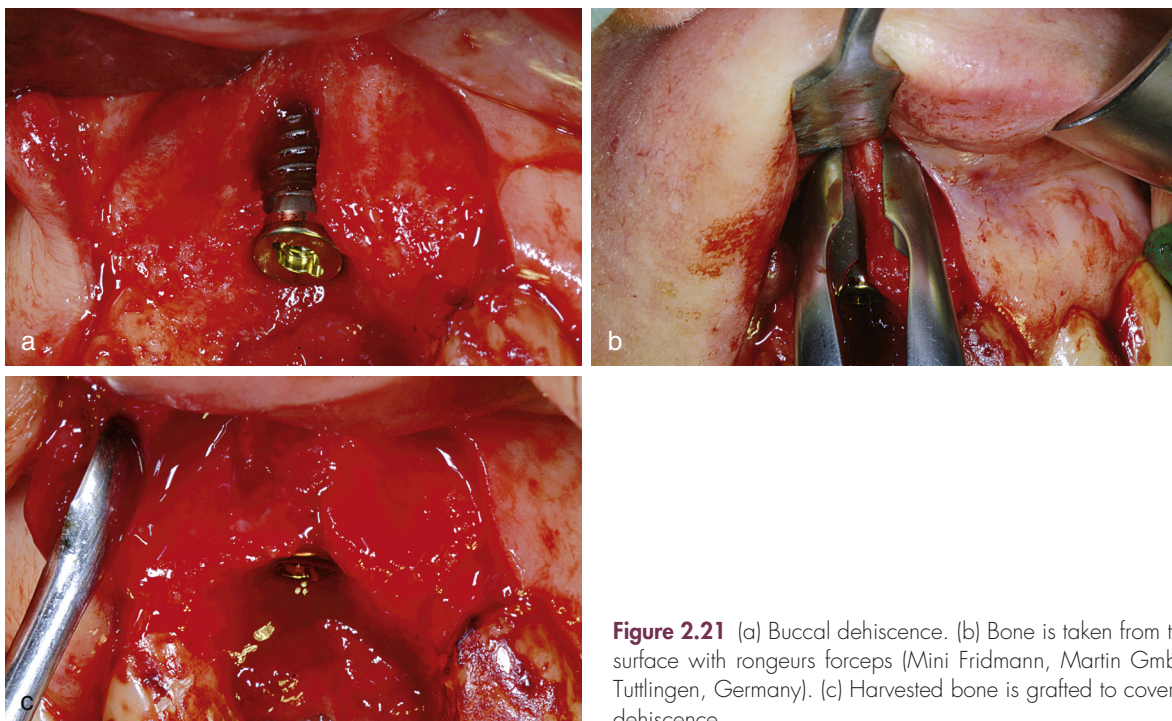 a
b
c
Figure 2.21 (a) Buccal dehiscence. (b) Bone is taken from
surface with rongeurs forceps (Mini Fridmann, Martin
Tuttlingen, Germany). (c) Harvested bone is grafted to cover
dehiscence